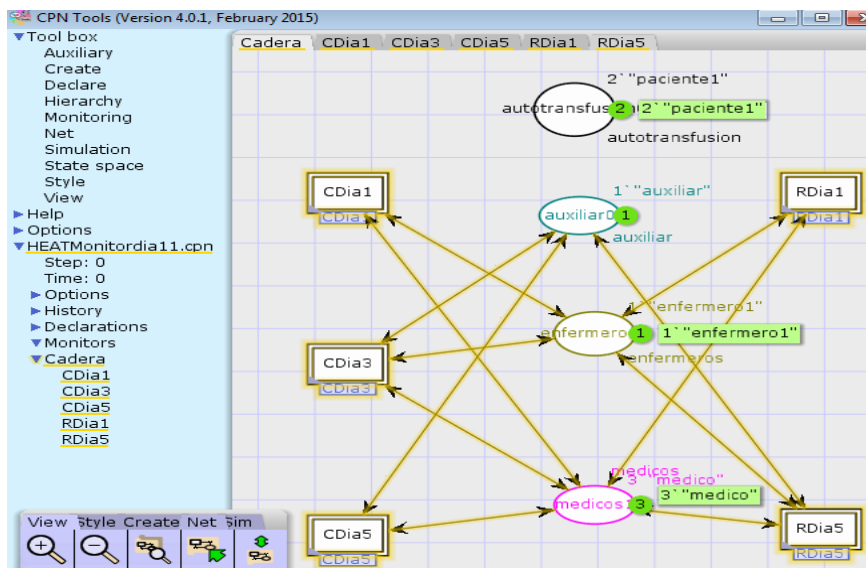 CPN Tools (Version 4.0.1, February 2015)
Tool box
Auxiliary
Create
Declare
Hierarchy
Monitoring
Net
Simulation
State space
Style
View
Help
Options
HEATMonitordia11.cpn
Step: 0
Time: 0
Options
History
Declarations
Monitors
Cadera
CDia1
CDia3
CDia5
RDia1
RDia5
View Style Create Net Sim
Cadera CDia1 CDia3 CDia5 RDia1 RDia5
2`"paciente1"
2 2`"paciente1"
autotransfusion
CDia1
CDia1
1`"auxiliar"
auxiliar0 1
auxiliar
RDia1
RDia1
1`"enfermero1"
enfermero 1 1`"enfermero1"
enfermeros
CDia3
CDia3
medicos
3`"medico"
medicos1 3 3`"medico"
CDia5
CDia5
RDia5
RDia5